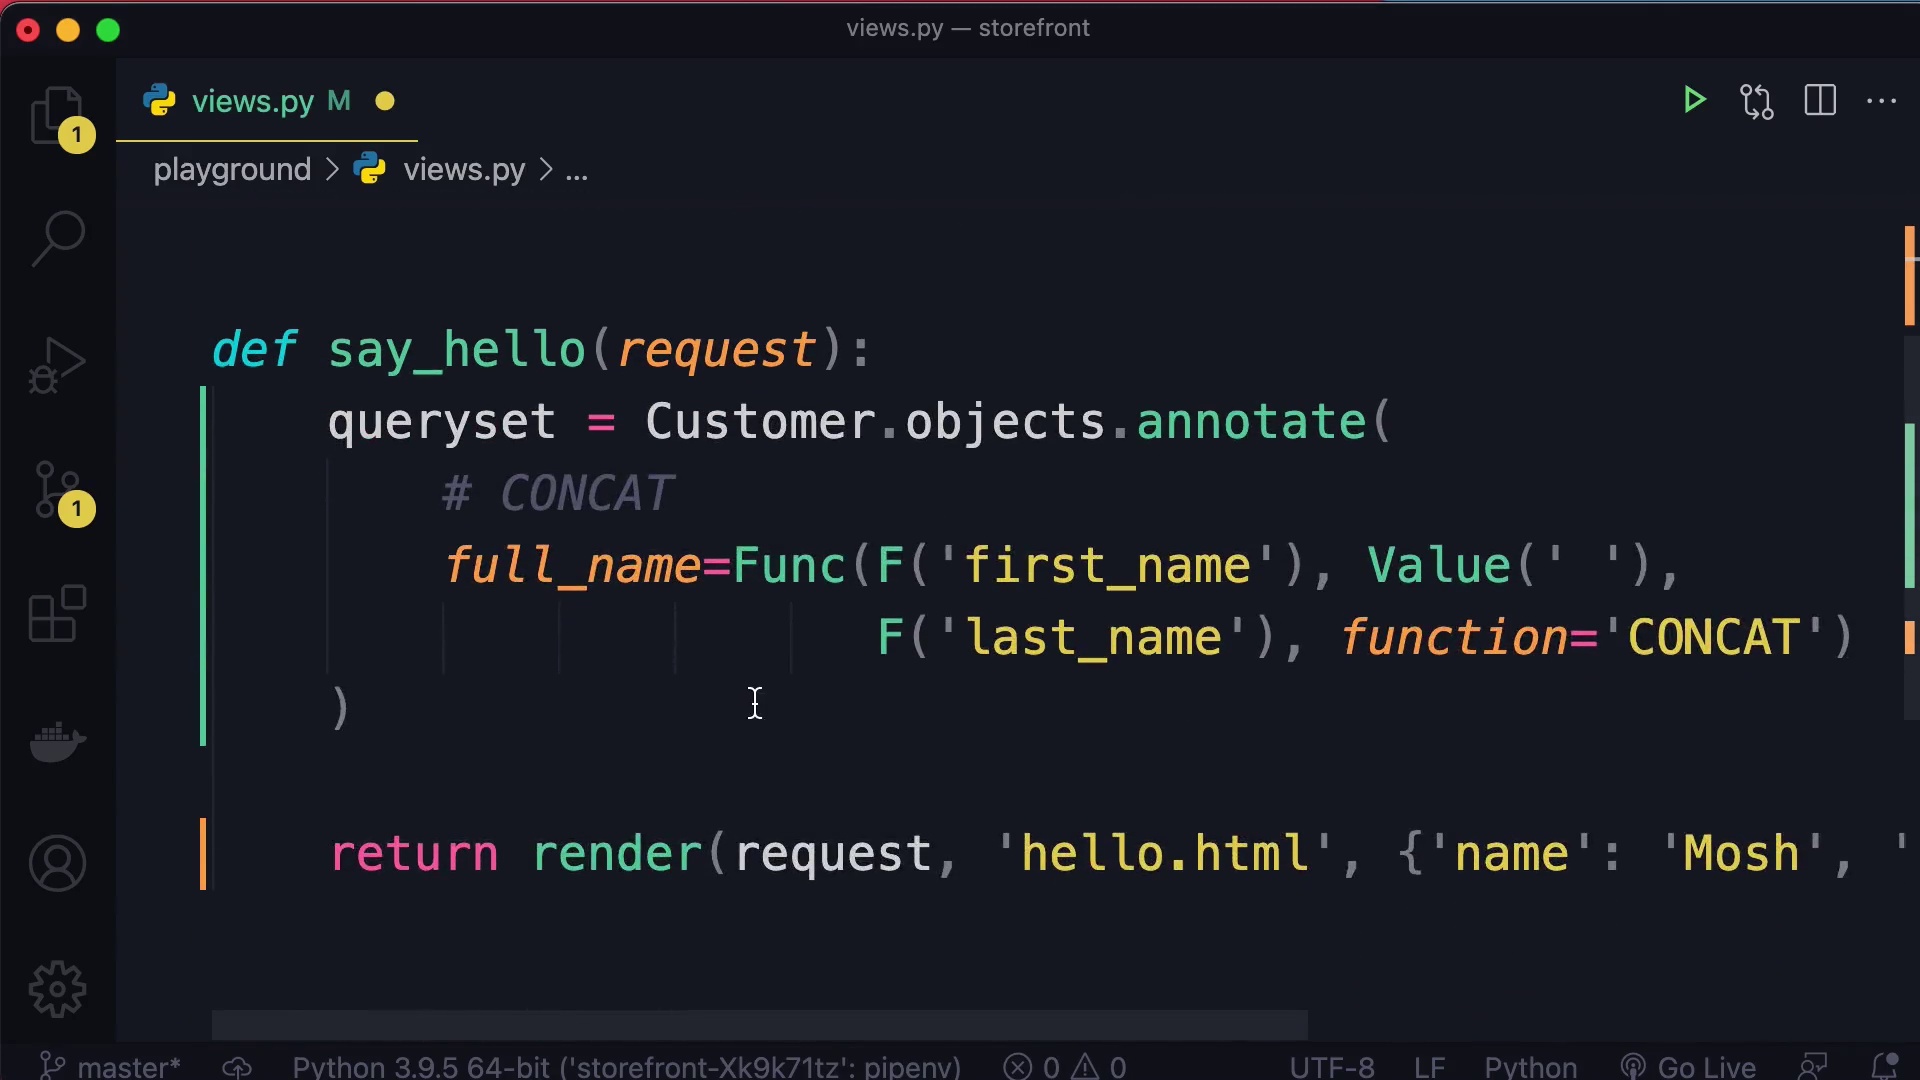 views.py — storefront
views.py M
1
playground > views.py > ...
def say_hello(request):
queryset = Customer.objects.annotate(
# CONCAT
full_name=Func(F('first_name'), Value(' '),
1
F('last_name'), function='CONCAT')
)
return render(request, 'hello.html', {'name': 'Mosh', '
master* Python 3.9.5 64-bit ('storefront-Xk9k71tz': pipenv) 0 0 UTF-8 LF Python Go Live